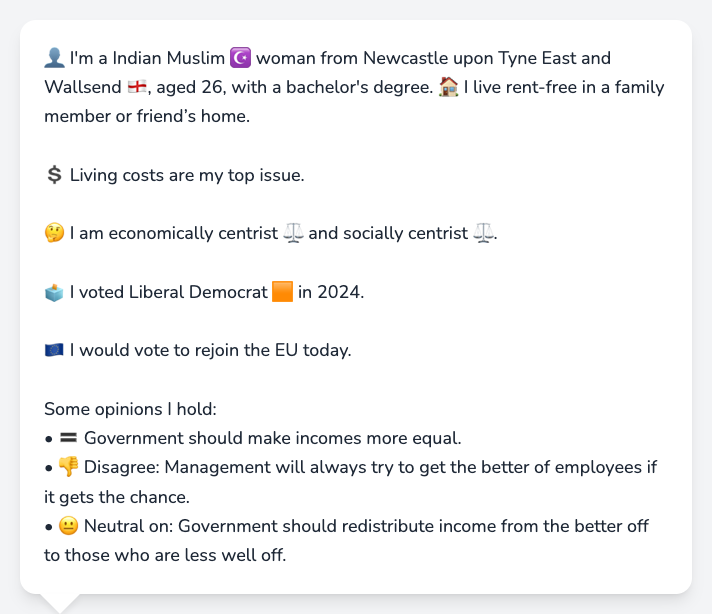 👤 I'm a Indian Muslim ☪️ woman from Newcastle upon Tyne East and
Wallsend 🏴󠁧󠁢󠁥󠁮󠁧󠁿, aged 26, with a bachelor's degree. 🏠 I live rent-free in a family
member or friend’s home.
💲 Living costs are my top issue.
🤔 I am economically centrist ⚖️ and socially centrist ⚖️.
🗳️ I voted Liberal Democrat 🟧 in 2024.
🇪🇺 I would vote to rejoin the EU today.
Some opinions I hold:
• 🟰 Government should make incomes more equal.
• 👎 Disagree: Management will always try to get the better of employees if
it gets the chance.
• 😐 Neutral on: Government should redistribute income from the better off
to those who are less well off.